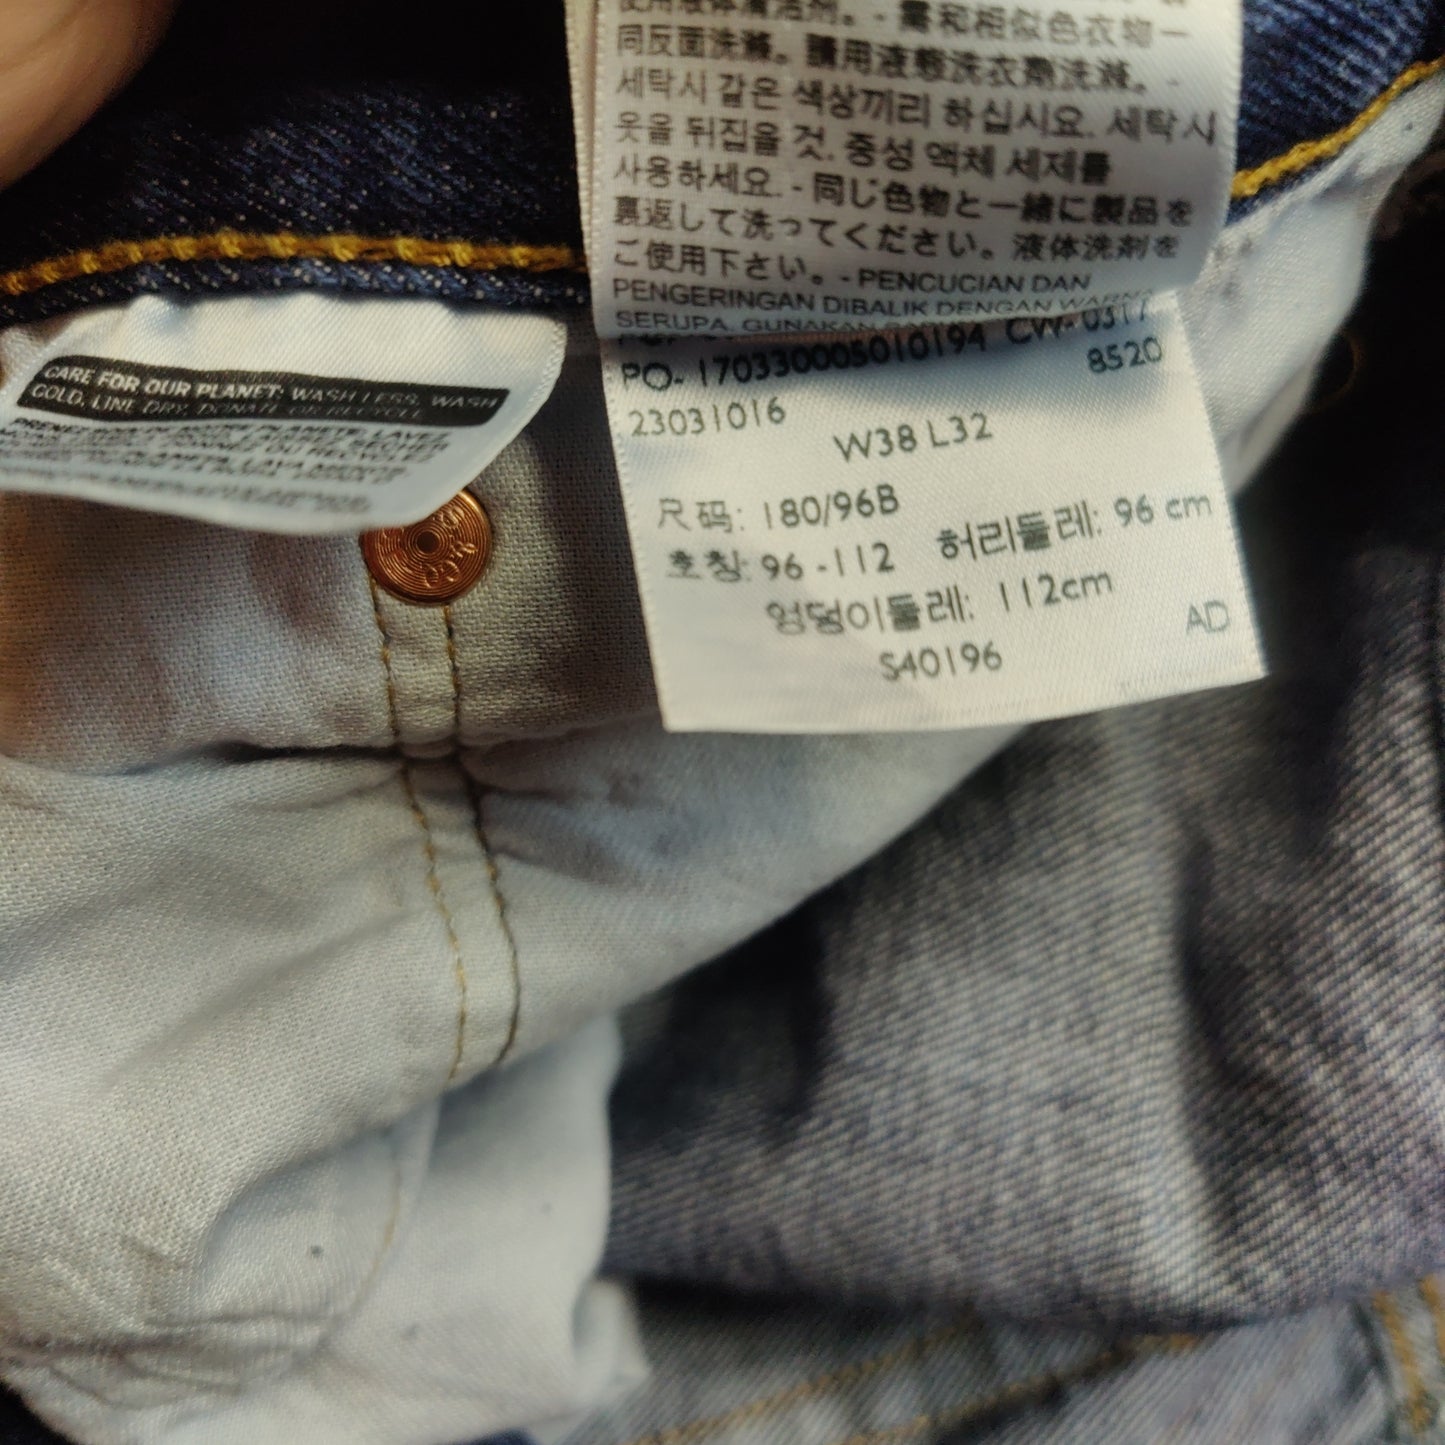 同反面洗滌。請用液態洗衣劑洗滌。-
세탁시 같은 색상끼리 하십시요. 세탁시
옷을 뒤집을 것. 중성 액체 세제를
사용하세요. - 同じ色物と一緒に製品を
裏返して洗ってください。液体洗剤を
ご使用下さい。- PENCUCIAN DAN
PENGERINGAN DIBALIK DENGAN WARNA
SERUPA. GUNAKAN
PO- 170330005010194 CW- 0317
8520
23031016
W38 L32
尺码: 180/96B
호칭: 96 -112 허리둘레: 96 cm
엉덩이둘레: 112cm
AD
S40196
CARE FOR OUR PLANET: WASH LESS, WASH
COLD, LINE DRY, DONATE OR RECYCLE